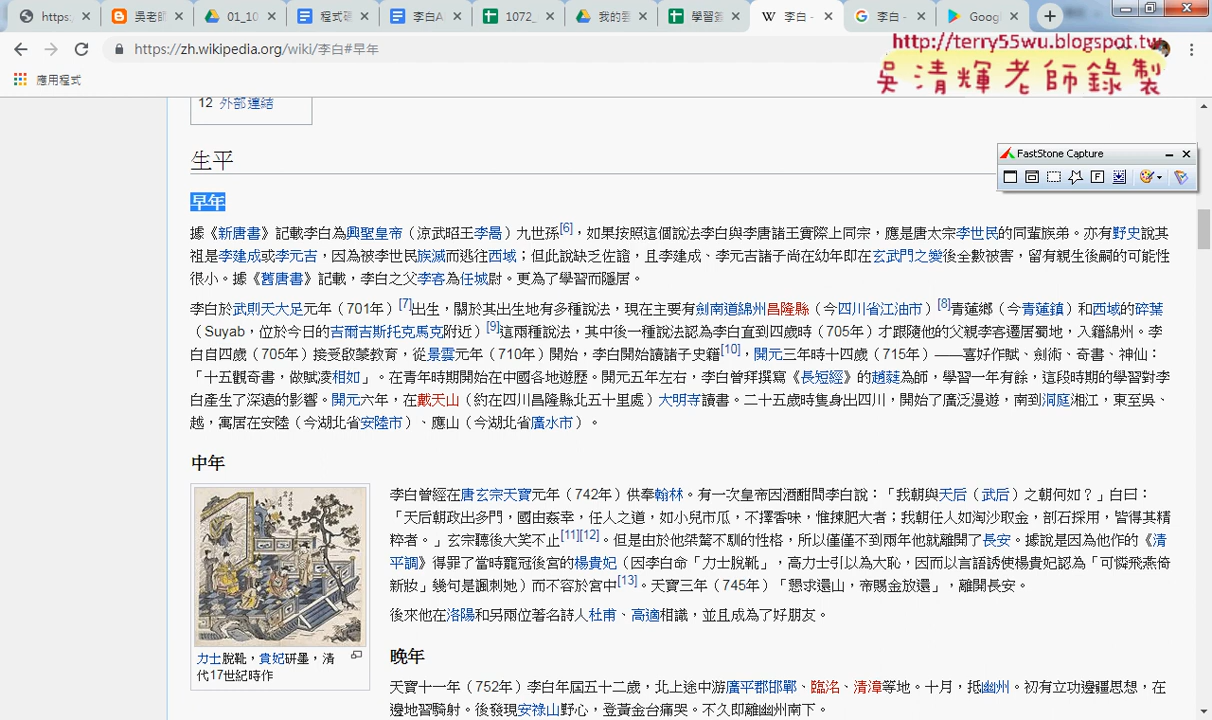 https:
吳老師
01_10
程式碼
李白A
1072_
我的雲
學習簽
李白 -
李白 -
Goog
https://zh.wikipedia.org/wiki/李白#早年
http://terry55wu.blogspot.tw
吳清輝老師錄製
應用程式
12 外部連結
FastStone Capture
生平
早年
據《新唐書》記載李白為興聖皇帝（涼武昭王李暠）九世孫[6]，如果按照這個說法李白與李唐諸王實際上同宗，應是唐太宗李世民的同輩族弟。亦有野史說其
祖是李建成或李元吉，因為被李世民族滅而逃往西域；但此說缺乏佐證，且李建成、李元吉諸子尚在幼年即在玄武門之變後全數被害，留有親生後嗣的可能性
很小。據《舊唐書》記載，李白之父李客為任城尉。更為了學習而隱居。
李白於武則天大足元年（701年）[7]出生，關於其出生地有多種說法，現在主要有劍南道綿州昌隆縣（今四川省江油市）[8]青蓮鄉（今青蓮鎮）和西域的碎葉
（Suyab，位於今日的吉爾吉斯托克馬克附近）[9]這兩種說法，其中後一種說法認為李白直到四歲時（705年）才跟隨他的父親李客遷居蜀地，入籍綿州。李
白自四歲（705年）接受啟蒙教育，從景雲元年（710年）開始，李白開始讀諸子史籍[10]，開元三年時十四歲（715年）——喜好作賦、劍術、奇書、神仙：
「十五觀奇書，做賦凌相如」。在青年時期開始在中國各地遊歷。開元五年左右，李白曾拜撰寫《長短經》的趙蕤為師，學習一年有餘，這段時期的學習對李
白產生了深遠的影響。開元六年，在戴天山（約在四川昌隆縣北五十里處）大明寺讀書。二十五歲時隻身出四川，開始了廣泛漫遊，南到洞庭湘江，東至吳、
越，寓居在安陸（今湖北省安陸市）、應山（今湖北省廣水市）。
中年
李白曾經在唐玄宗天寶元年（742年）供奉翰林。有一次皇帝因酒酣問李白說：「我朝與天后（武后）之朝何如？」白曰：
「天后朝政出多門，國由姦幸，任人之道，如小兒市瓜，不擇香味，惟揀肥大者；我朝任人如淘沙取金，剖石採用，皆得其精
粹者。」玄宗聽後大笑不止[11][12]。但是由於他桀驁不馴的性格，所以僅僅不到兩年他就離開了長安。據說是因為他作的《清
平調》得罪了當時寵冠後宮的楊貴妃（因李白命「力士脫靴」，高力士引以為大恥，因而以言語誘使楊貴妃認為「可憐飛燕倚
新妝」幾句是諷刺她）而不容於宮中[13]。天寶三年（745年）「懇求還山，帝賜金放還」，離開長安。
後來他在洛陽和另兩位著名詩人杜甫、高適相識，並且成為了好朋友。
力士脫靴，貴妃研墨，清
代17世紀時作
晚年
天寶十一年（752年）李白年屆五十二歲，北上途中游廣平郡邯鄲、臨洺、清漳等地。十月，抵幽州。初有立功邊疆思想，在
邊地習騎射。後發現安祿山野心，登黃金台痛哭。不久即離幽州南下。